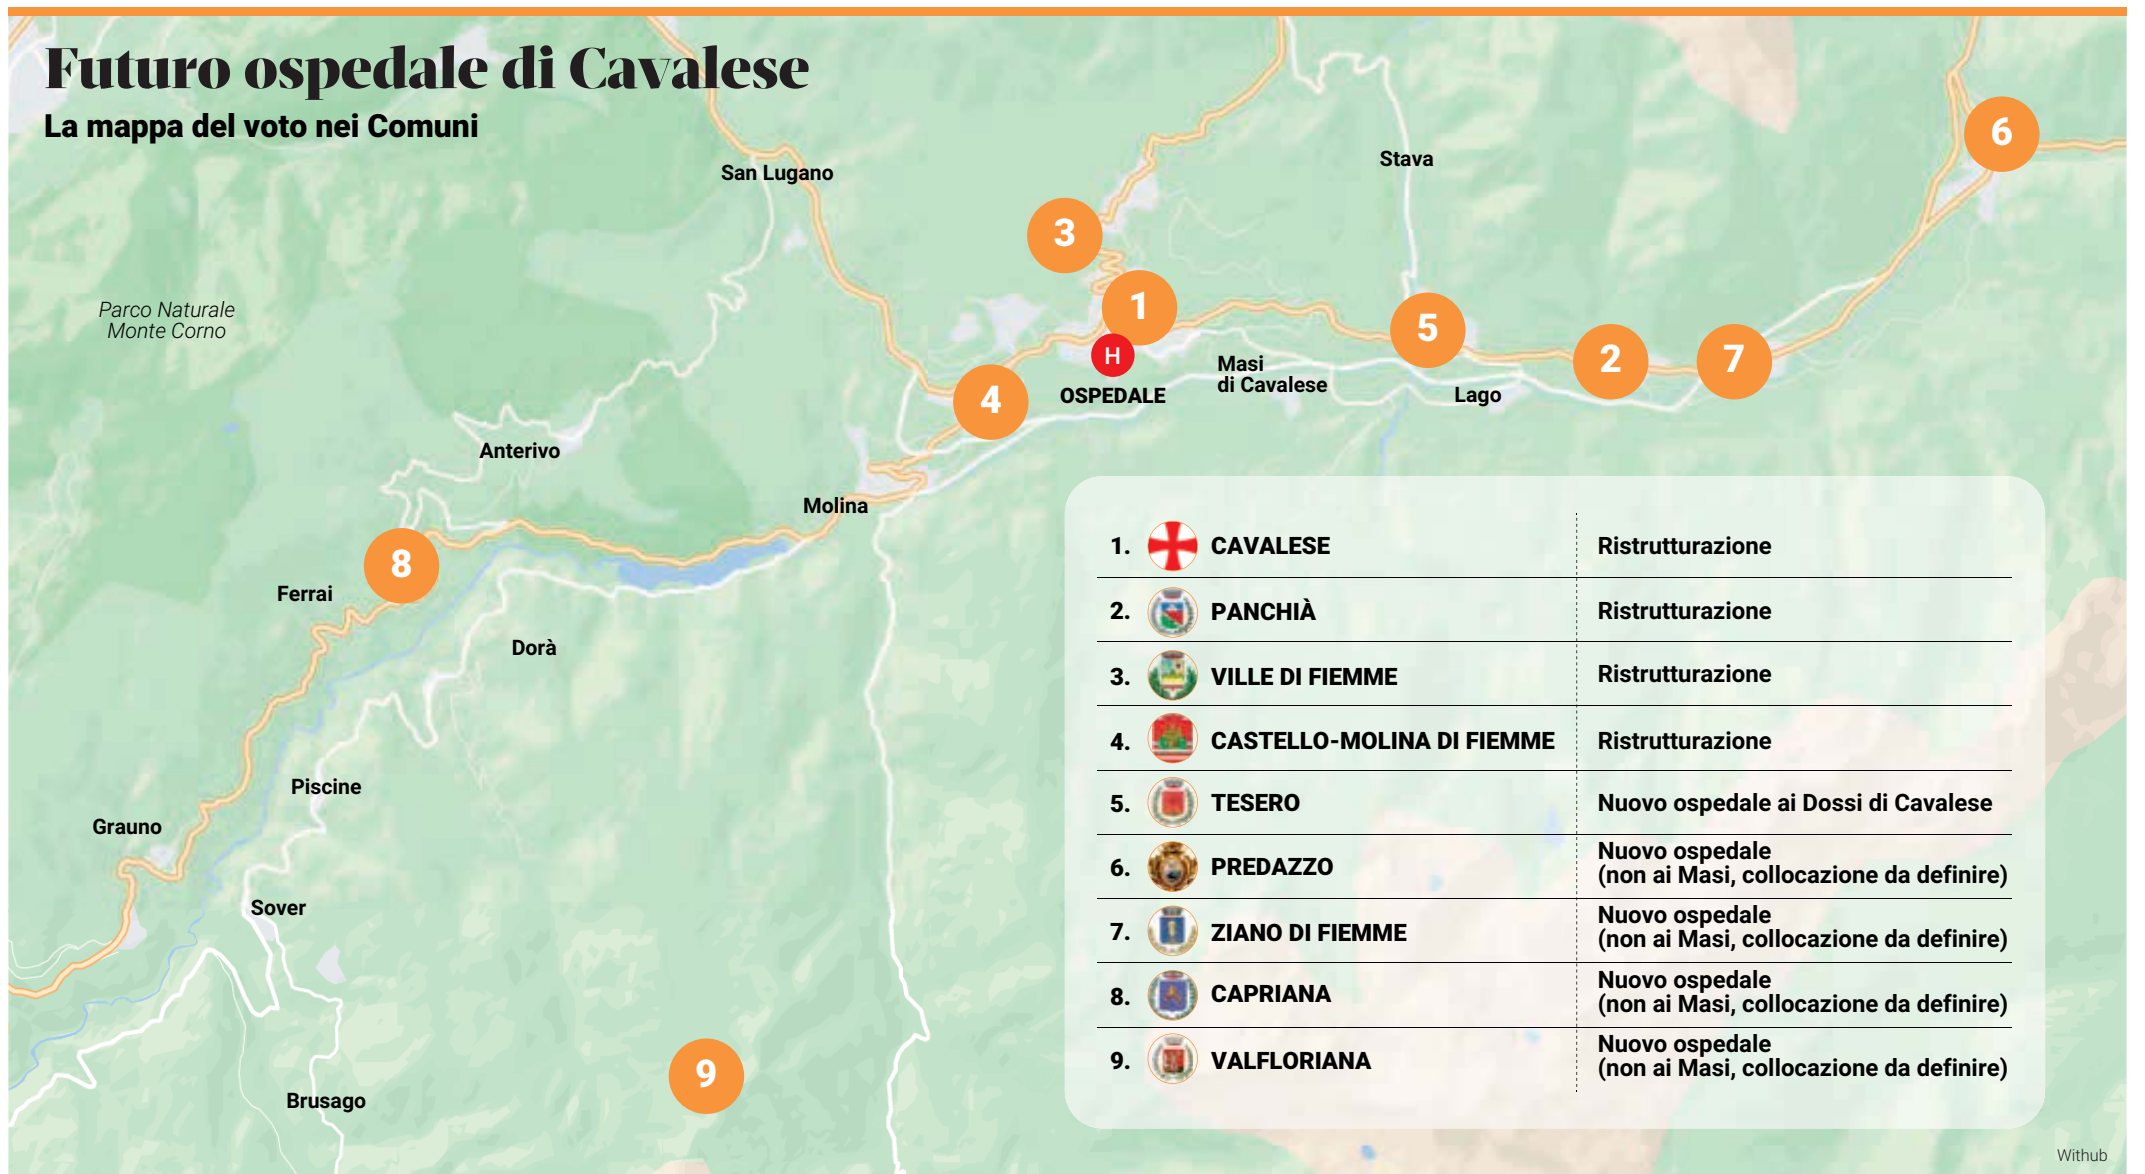 Futuro ospedale di Cavalese
La mappa del voto nei Comuni
San Lugano
Stava
6
3
1
Parco Naturale
Monte Corno
5
2
7
H
OSPEDALE
Masi
di Cavalese
Lago
4
Anterivo
Molina
8
Ferrai
Dorà
Piscine
Grauno
Sover
9
Brusago
1. CAVALESE Ristrutturazione
2. PANCHIÀ Ristrutturazione
3. VILLE DI FIEMME Ristrutturazione
4. CASTELLO-MOLINA DI FIEMME Ristrutturazione
5. TESERO Nuovo ospedale ai Dossi di Cavalese
6. PREDAZZO Nuovo ospedale
(non ai Masi, collocazione da definire)
7. ZIANO DI FIEMME Nuovo ospedale
(non ai Masi, collocazione da definire)
8. CAPRIANA Nuovo ospedale
(non ai Masi, collocazione da definire)
9. VALFLORIANA Nuovo ospedale
(non ai Masi, collocazione da definire)
Withub